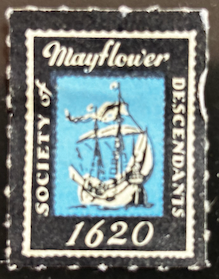 SOCIETY of
Mayflower
DESCENDANTS
1620